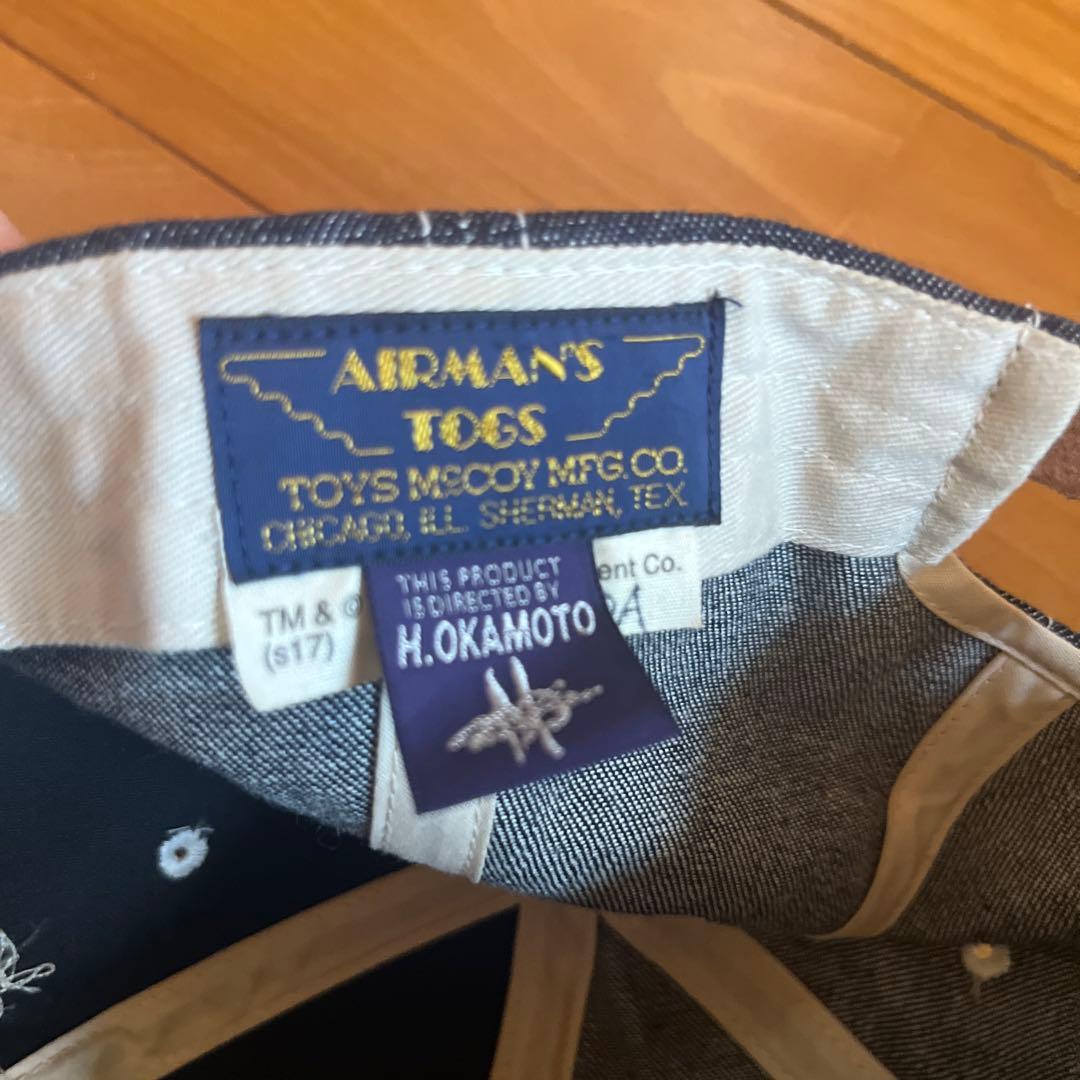 AIRMAN'S
TOGS
TOYS McCOY MFG. CO.
CHICAGO, ILL. SHERMAN, TEX.
TM & ©
ent Co.
(s17)
THIS PRODUCT
IS DIRECTED BY
H.OKAMOTO